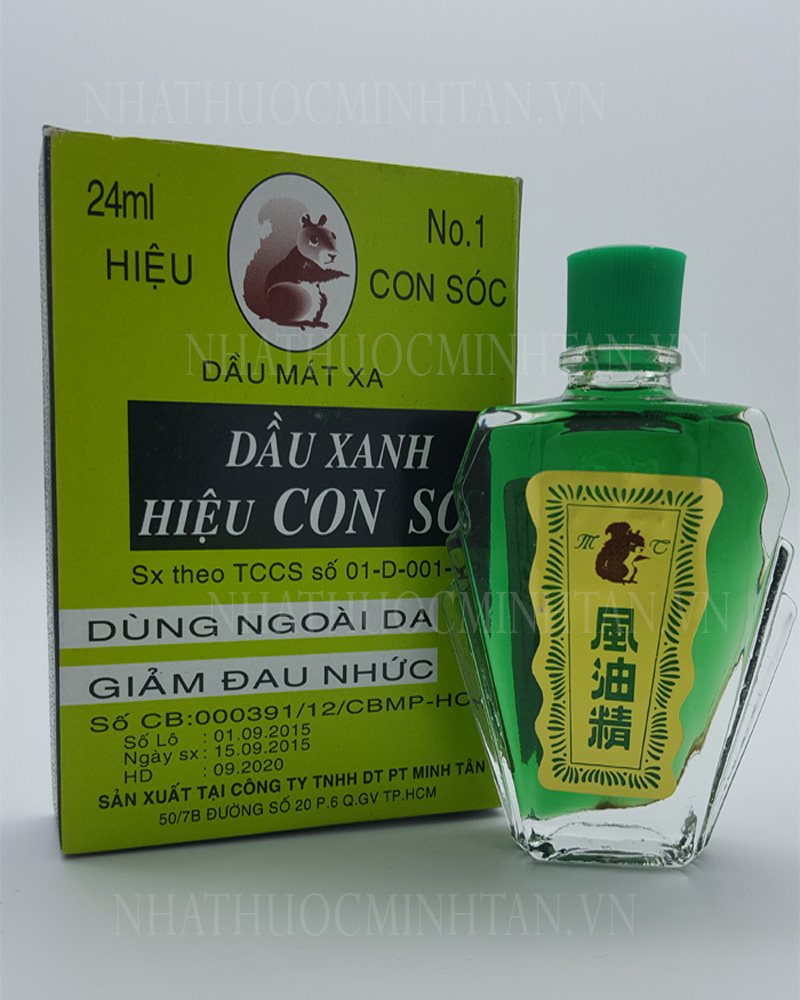 NHATHUOCMINHTAN.VN
24ml
No.1
HIỆU
CON SÓC
NHATHUOCMINHTAN.VN
DẦU MÁT XA
DẦU XANH
HIỆU CON SÓ
Sx theo TCCS số 01-D-001-
NHATHUOCMINHTAN.VN
DÙNG NGOÀI DA
GIẢM ĐAU NHỨC
Số CB:000391/12/CBMP-HC
Số Lô : 01.09.2015
Ngày sx : 15.09.2015
HD : 09.2020
SẢN XUẤT TẠI CÔNG TY TNHH DT PT MINH TÂN
50/7B ĐƯỜNG SỐ 20 P.6 Q.GV TP.HCM
M T
風油精
NHATHUOCMINHTAN.VN